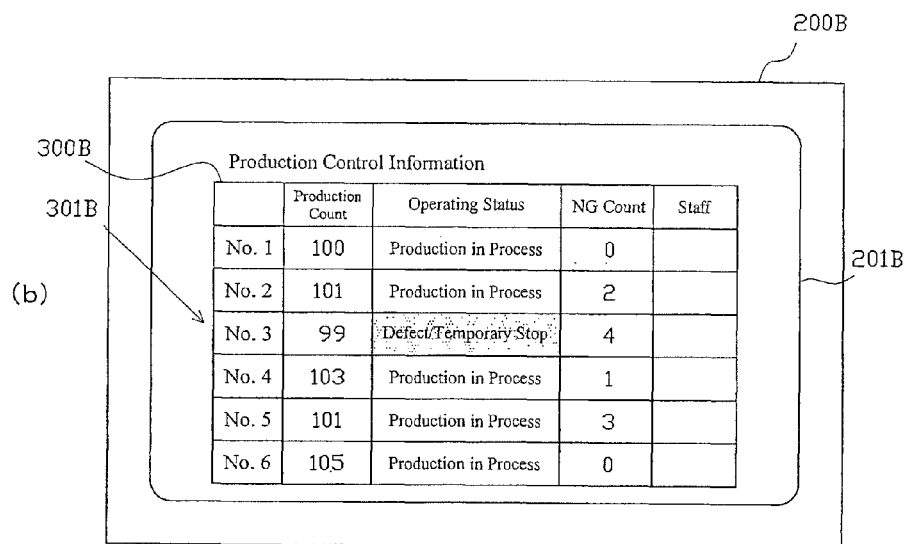 200B
300B
Production Control Information
301B
Production Count Operating Status NG Count Staff
No. 1 100 Production in Process 0
201B
(b)
No. 2 101 Production in Process 2
No. 3 99 Defect/Temporary Stop 4
No. 4 103 Production in Process 1
No. 5 101 Production in Process 3
No. 6 105 Production in Process 0